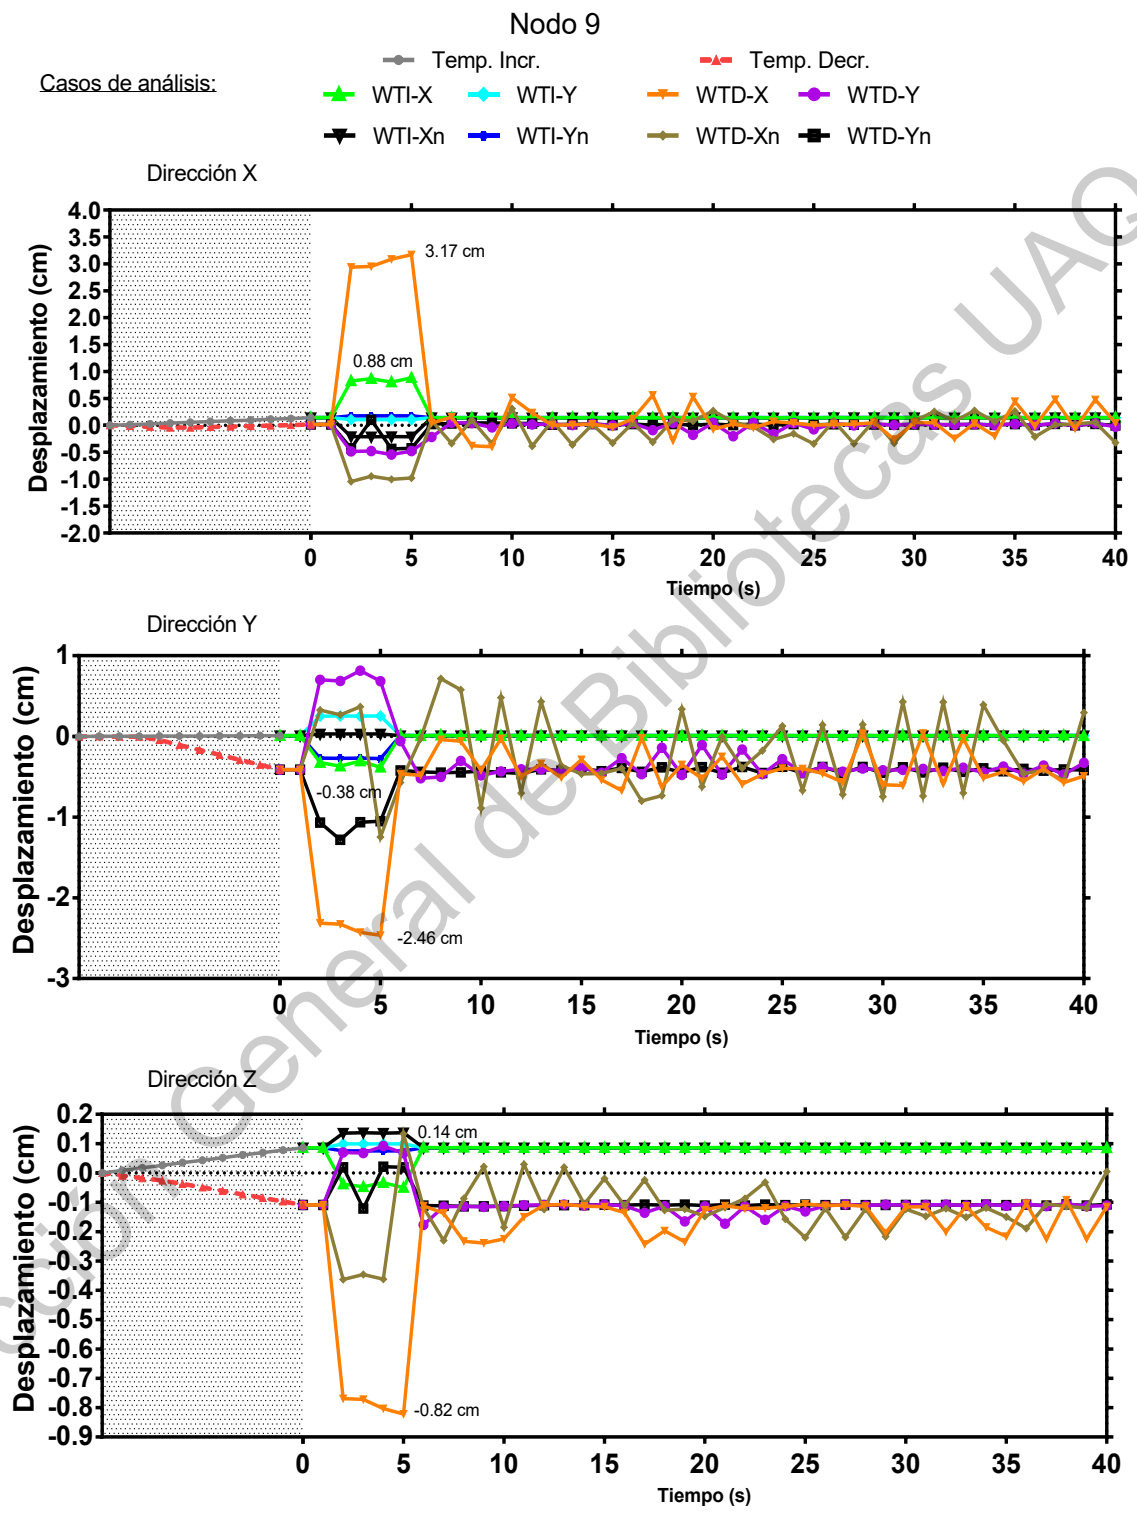 Nodo 9
Temp. Incr. Temp. Decr.
Casos de análisis:
WTI-X WTI-Y WTD-X WTD-Y
WTI-Xn WTI-Yn WTD-Xn WTD-Yn
Dirección X
Desplazamiento (cm)
4.0
3.5
3.0
2.5
2.0
1.5
1.0
0.5
0.0
-0.5
-1.0
-1.5
-2.0
3.17 cm
0.88 cm
0 5 10 15 20 25 30 35 40
Tiempo (s)
Dirección Y
Desplazamiento (cm)
1
0
-1
-2
-3
-0.38 cm
-2.46 cm
0 5 10 15 20 25 30 35 40
Tiempo (s)
Dirección Z
Desplazamiento (cm)
0.2
0.1
0.0
-0.1
-0.2
-0.3
-0.4
-0.5
-0.6
-0.7
-0.8
-0.9
0.14 cm
-0.82 cm
0 5 10 15 20 25 30 35 40
Tiempo (s)
General de Bibliotecas UAQ